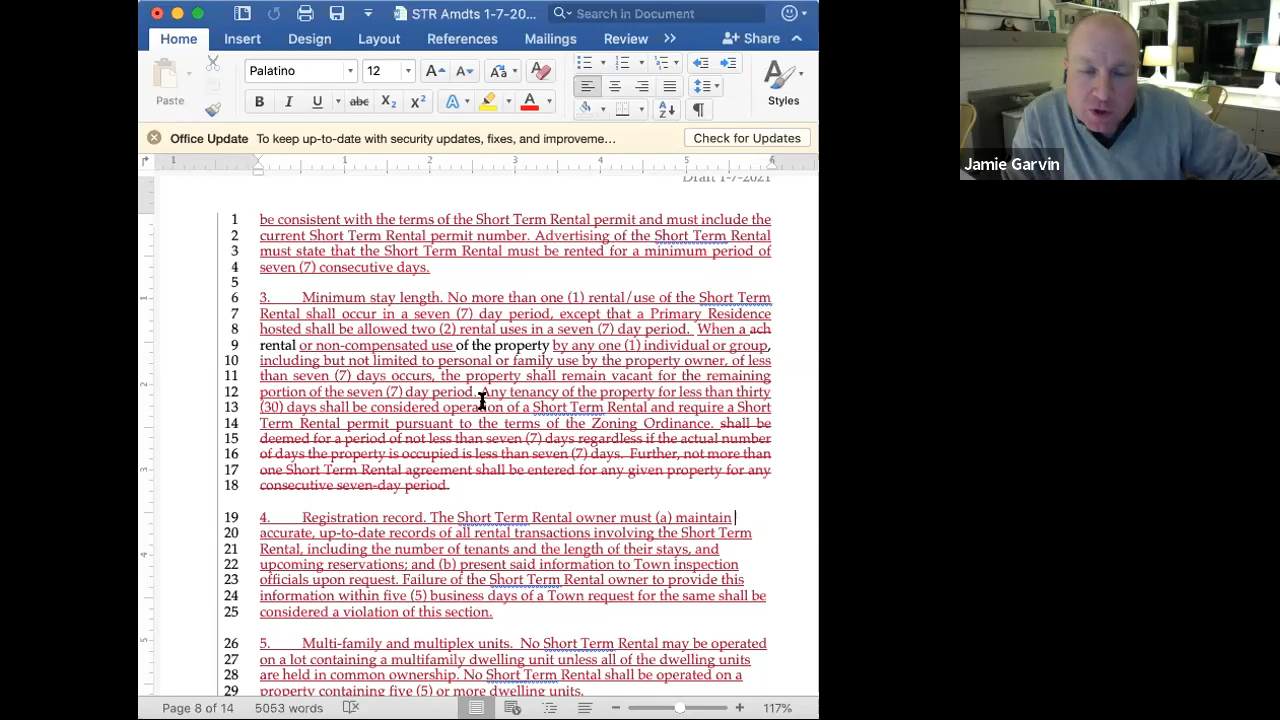 STR Amdts 1-7-20...
Search in Document
Home Insert Design Layout References Mailings Review Share
Paste
Palatino 12
Styles
Office Update To keep up-to-date with security updates, fixes, and improveme... Check for Updates
1 1 2 3 4 5 6
Draft 1-7-2021
1 be consistent with the terms of the Short Term Rental permit and must include the
2 current Short Term Rental permit number. Advertising of the Short Term Rental
3 must state that the Short Term Rental must be rented for a minimum period of
4 seven (7) consecutive days.
5
6 3. Minimum stay length. No more than one (1) rental/use of the Short Term
7 Rental shall occur in a seven (7) day period, except that a Primary Residence
8 hosted shall be allowed two (2) rental uses in a seven (7) day period. When a ach
9 rental or non-compensated use of the property by any one (1) individual or group,
10 including but not limited to personal or family use by the property owner, of less
11 than seven (7) days occurs, the property shall remain vacant for the remaining
12 portion of the seven (7) day period. Any tenancy of the property for less than thirty
13 (30) days shall be considered operation of a Short Term Rental and require a Short
14 Term Rental permit pursuant to the terms of the Zoning Ordinance. shall be
15 deemed for a period of not less than seven (7) days regardless if the actual number
16 of days the property is occupied is less than seven (7) days. Further, not more than
17 one Short Term Rental agreement shall be entered for any given property for any
18 consecutive seven-day period.
19 4. Registration record. The Short Term Rental owner must (a) maintain
20 accurate, up-to-date records of all rental transactions involving the Short Term
21 Rental, including the number of tenants and the length of their stays, and
22 upcoming reservations; and (b) present said information to Town inspection
23 officials upon request. Failure of the Short Term Rental owner to provide this
24 information within five (5) business days of a Town request for the same shall be
25 considered a violation of this section.
26 5. Multi-family and multiplex units. No Short Term Rental may be operated
27 on a lot containing a multifamily dwelling unit unless all of the dwelling units
28 are held in common ownership. No Short Term Rental shall be operated on a
29 property containing five (5) or more dwelling units.
Page 8 of 14 5053 words 117%
Jamie Garvin